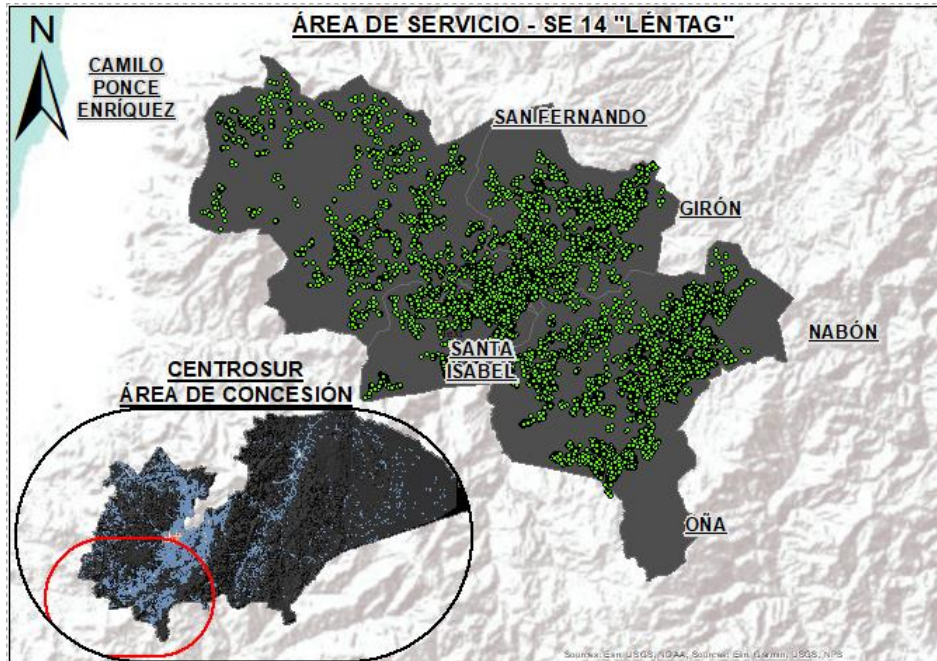 ÁREA DE SERVICIO - SE 14 "LÉNTAG"
N
CAMILO
PONCE
ENRÍQUEZ
SAN FERNANDO
GIRÓN
NABÓN
SANTA
ISABEL
CENTROSUR
ÁREA DE CONCESIÓN
OÑA
Sources: Esri, USGS, NOAA, Sources: Esri, Garmin, USGS, NPS